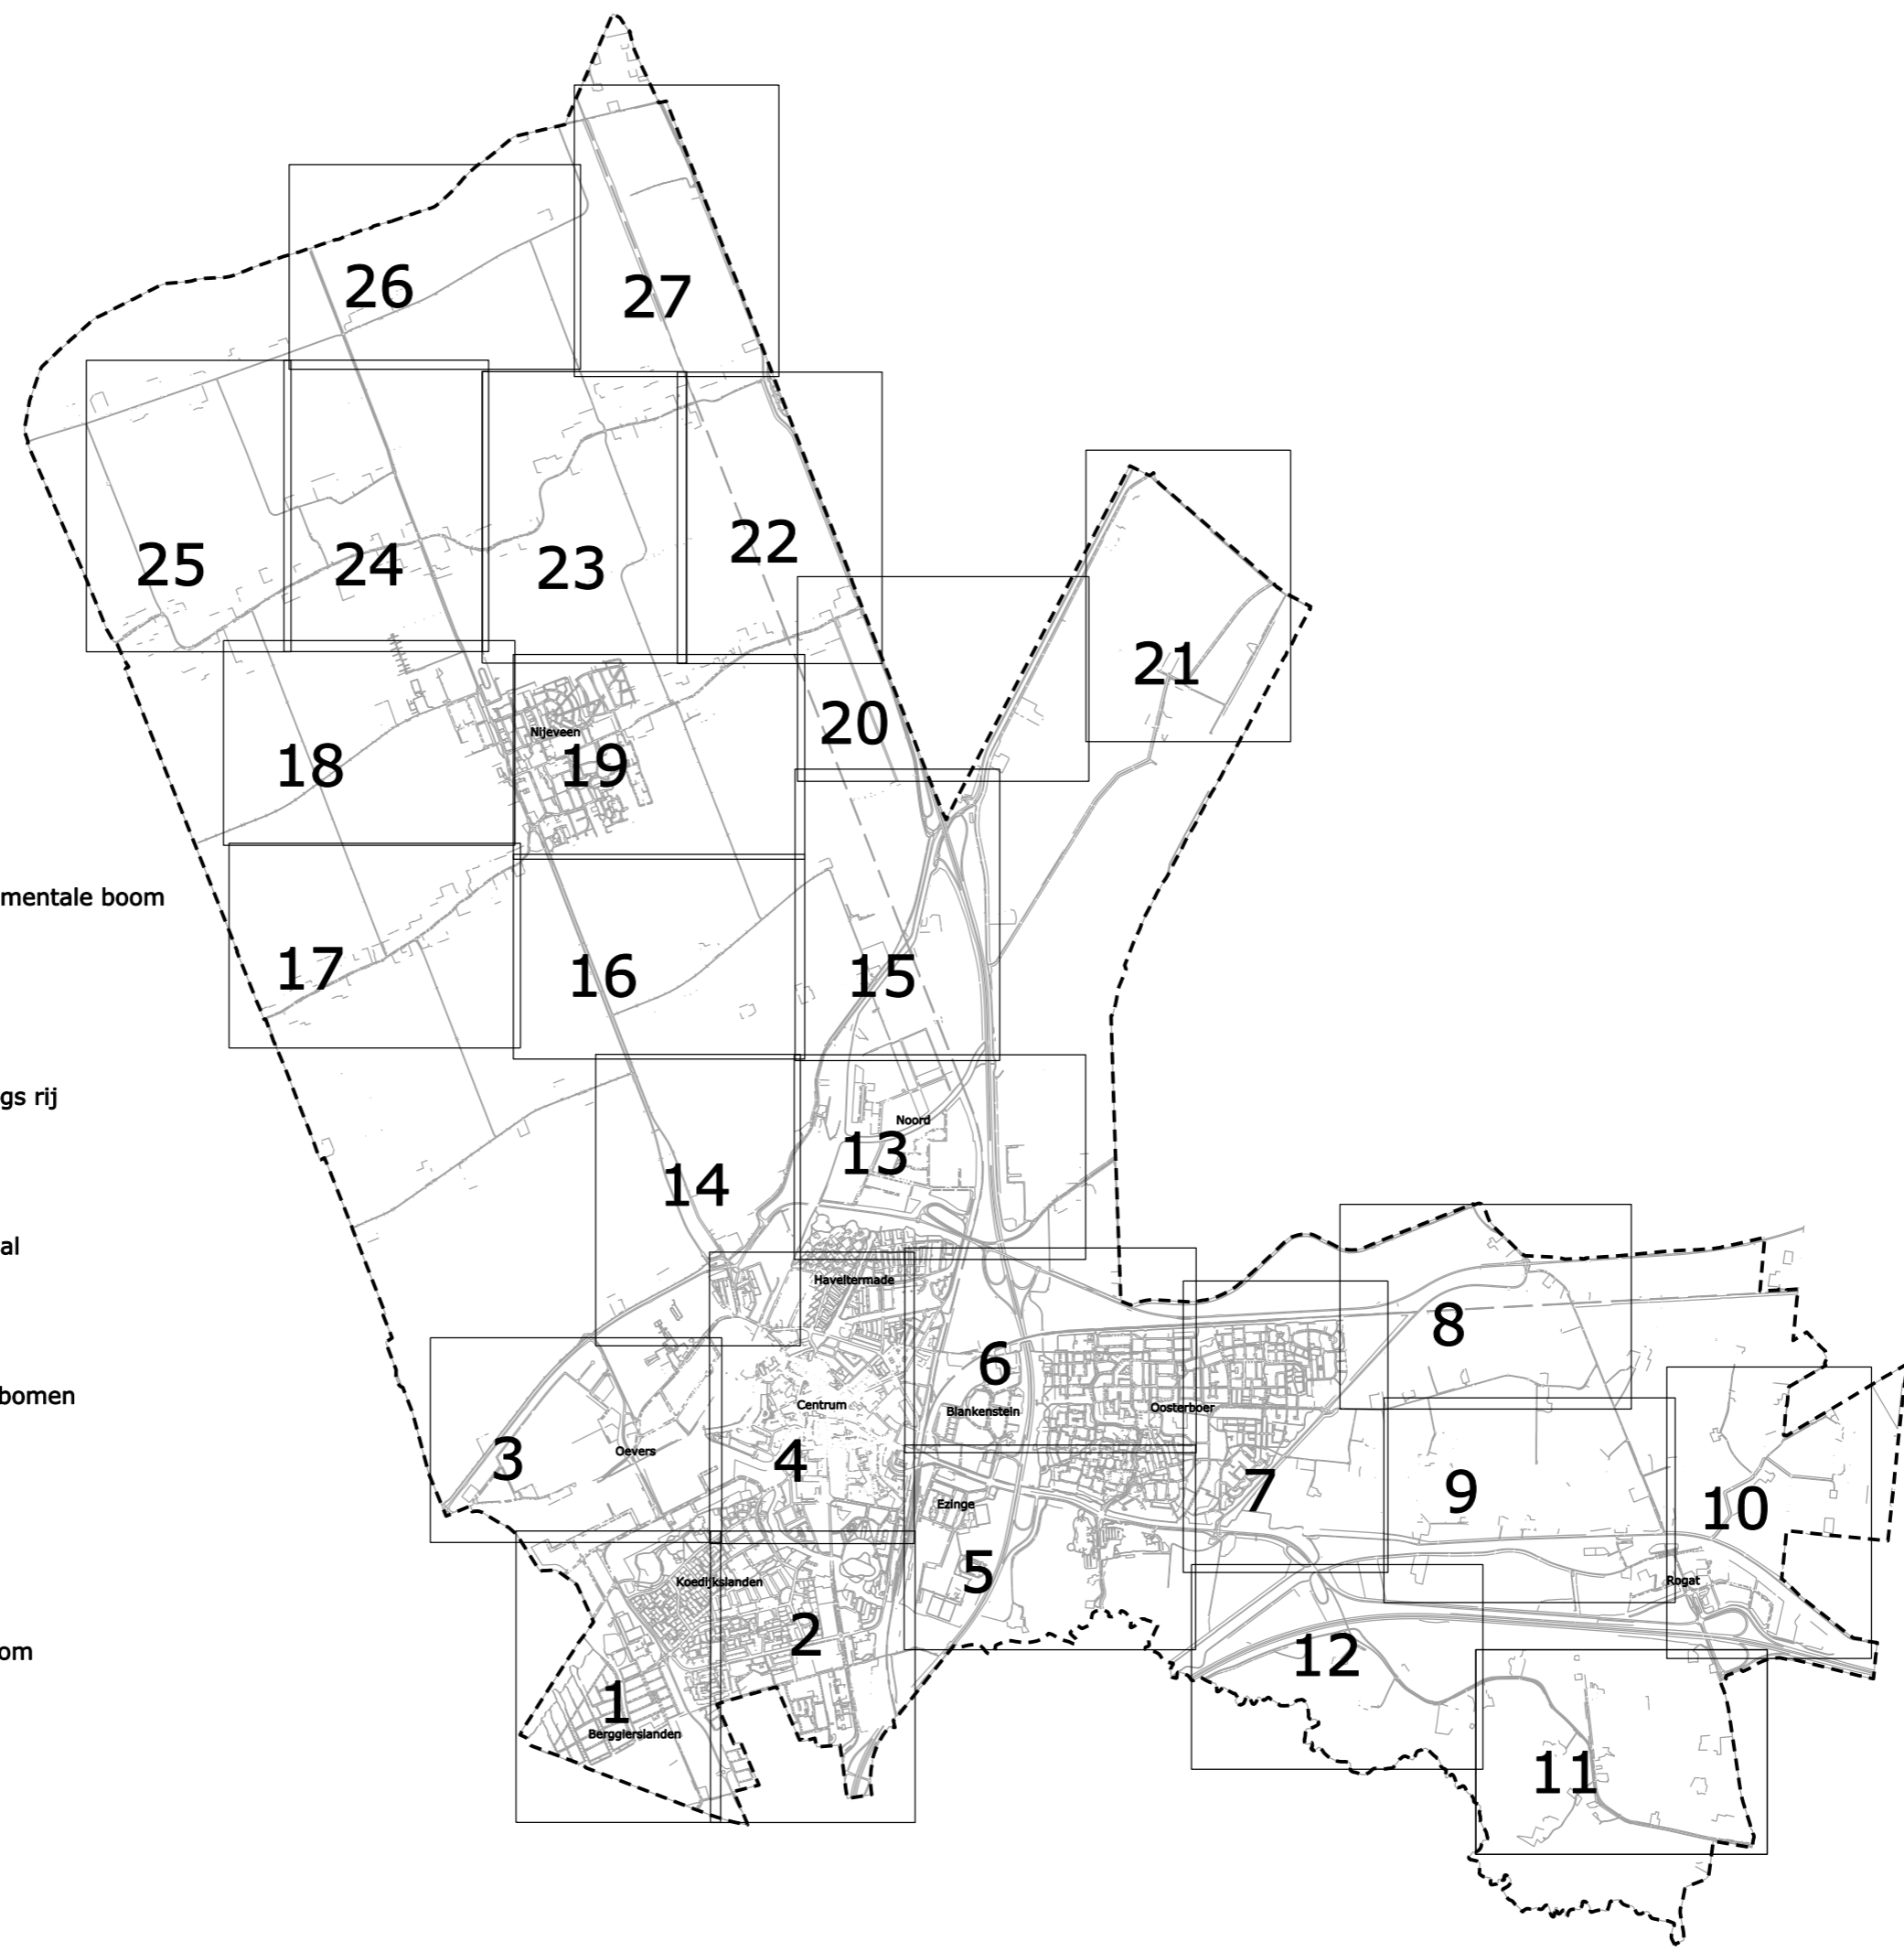 26
27
25
24
23
22
21
20
18
Nijeveen
19
mentale boom
17
16
15
gs rij
Noord
13
14
al
Haveltermade
8
6
bomen
Centrum
Blankenstein
Oosterboer
3
Oevers
4
7
9
10
Ezinge
5
Koedijkslanden
Rogat
2
12
om
1
Berggierslanden
11